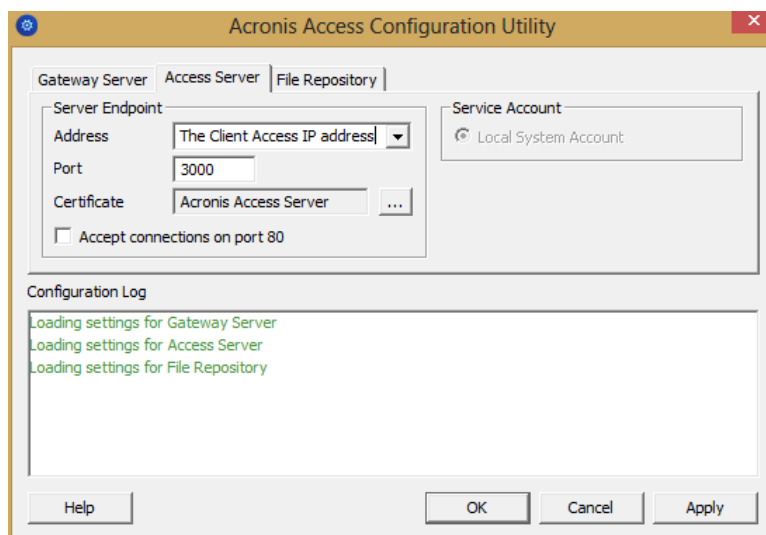 Acronis Access Configuration Utility
Gateway Server Access Server File Repository
Server Endpoint
Address The Client Access IP address
Port 3000
Certificate Acronis Access Server ...
Accept connections on port 80
Service Account
Local System Account
Configuration Log
Loading settings for Gateway Server
Loading settings for Access Server
Loading settings for File Repository
Help OK Cancel Apply